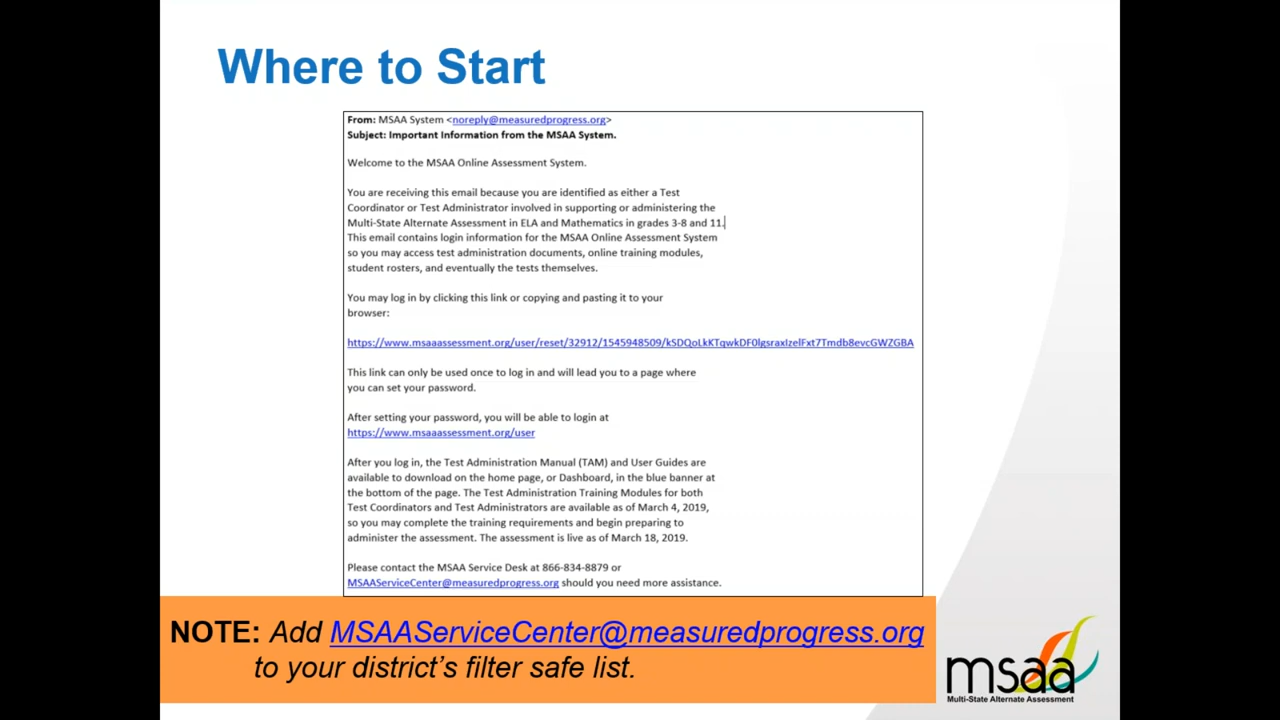 Where to Start
From: MSAA System <noreply@measuredprogress.org>
Subject: Important Information from the MSAA System.
Welcome to the MSAA Online Assessment System.
You are receiving this email because you are identified as either a Test
Coordinator or Test Administrator involved in supporting or administering the
Multi-State Alternate Assessment in ELA and Mathematics in grades 3-8 and 11.
This email contains login information for the MSAA Online Assessment System
so you may access test administration documents, online training modules,
student rosters, and eventually the tests themselves.
You may log in by clicking this link or copying and pasting it to your
browser:
https://www.msaaassessment.org/user/reset/32912/1545948509/kSDQoLkKTqwkDF0lgsraxIzelFxt7Tmdb8evcGWZGBA
This link can only be used once to log in and will lead you to a page where
you can set your password.
After setting your password, you will be able to login at
https://www.msaaassessment.org/user
After you log in, the Test Administration Manual (TAM) and User Guides are
available to download on the home page, or Dashboard, in the blue banner at
the bottom of the page. The Test Administration Training Modules for both
Test Coordinators and Test Administrators are available as of March 4, 2019,
so you may complete the training requirements and begin preparing to
administer the assessment. The assessment is live as of March 18, 2019.
Please contact the MSAA Service Desk at 866-834-8879 or
MSAAServiceCenter@measuredprogress.org should you need more assistance.
NOTE: Add MSAAServiceCenter@measuredprogress.org
to your district's filter safe list.
msaa
Multi-State Alternate Assessment